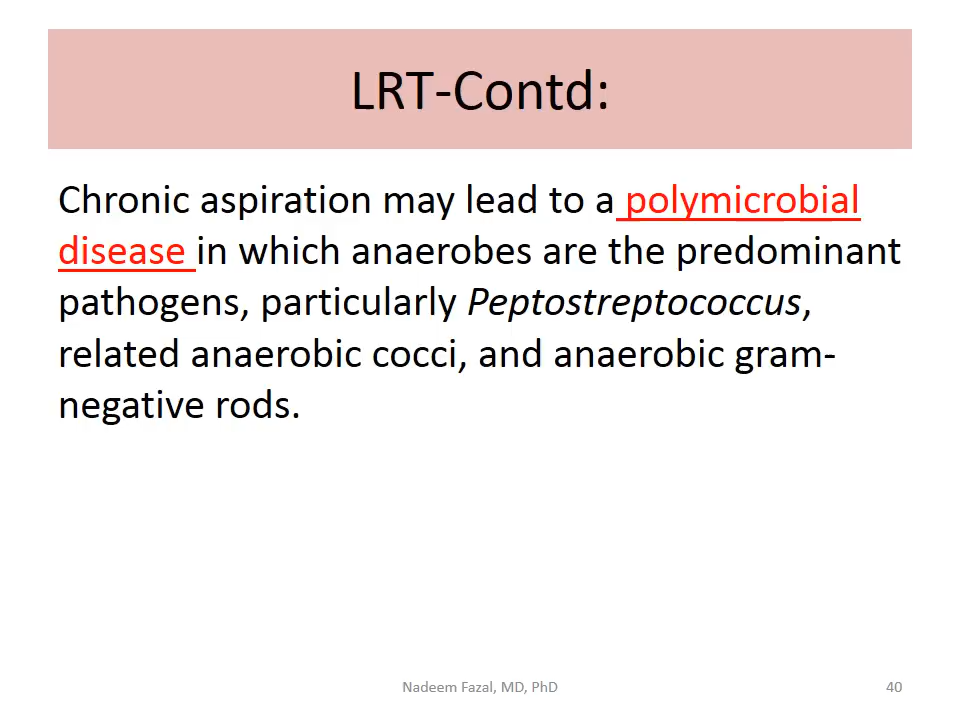 LRT-Contd:
Chronic aspiration may lead to a polymicrobial
disease in which anaerobes are the predominant
pathogens, particularly Peptostreptococcus,
related anaerobic cocci, and anaerobic gram-
negative rods.
Nadeem Fazal, MD, PhD
40